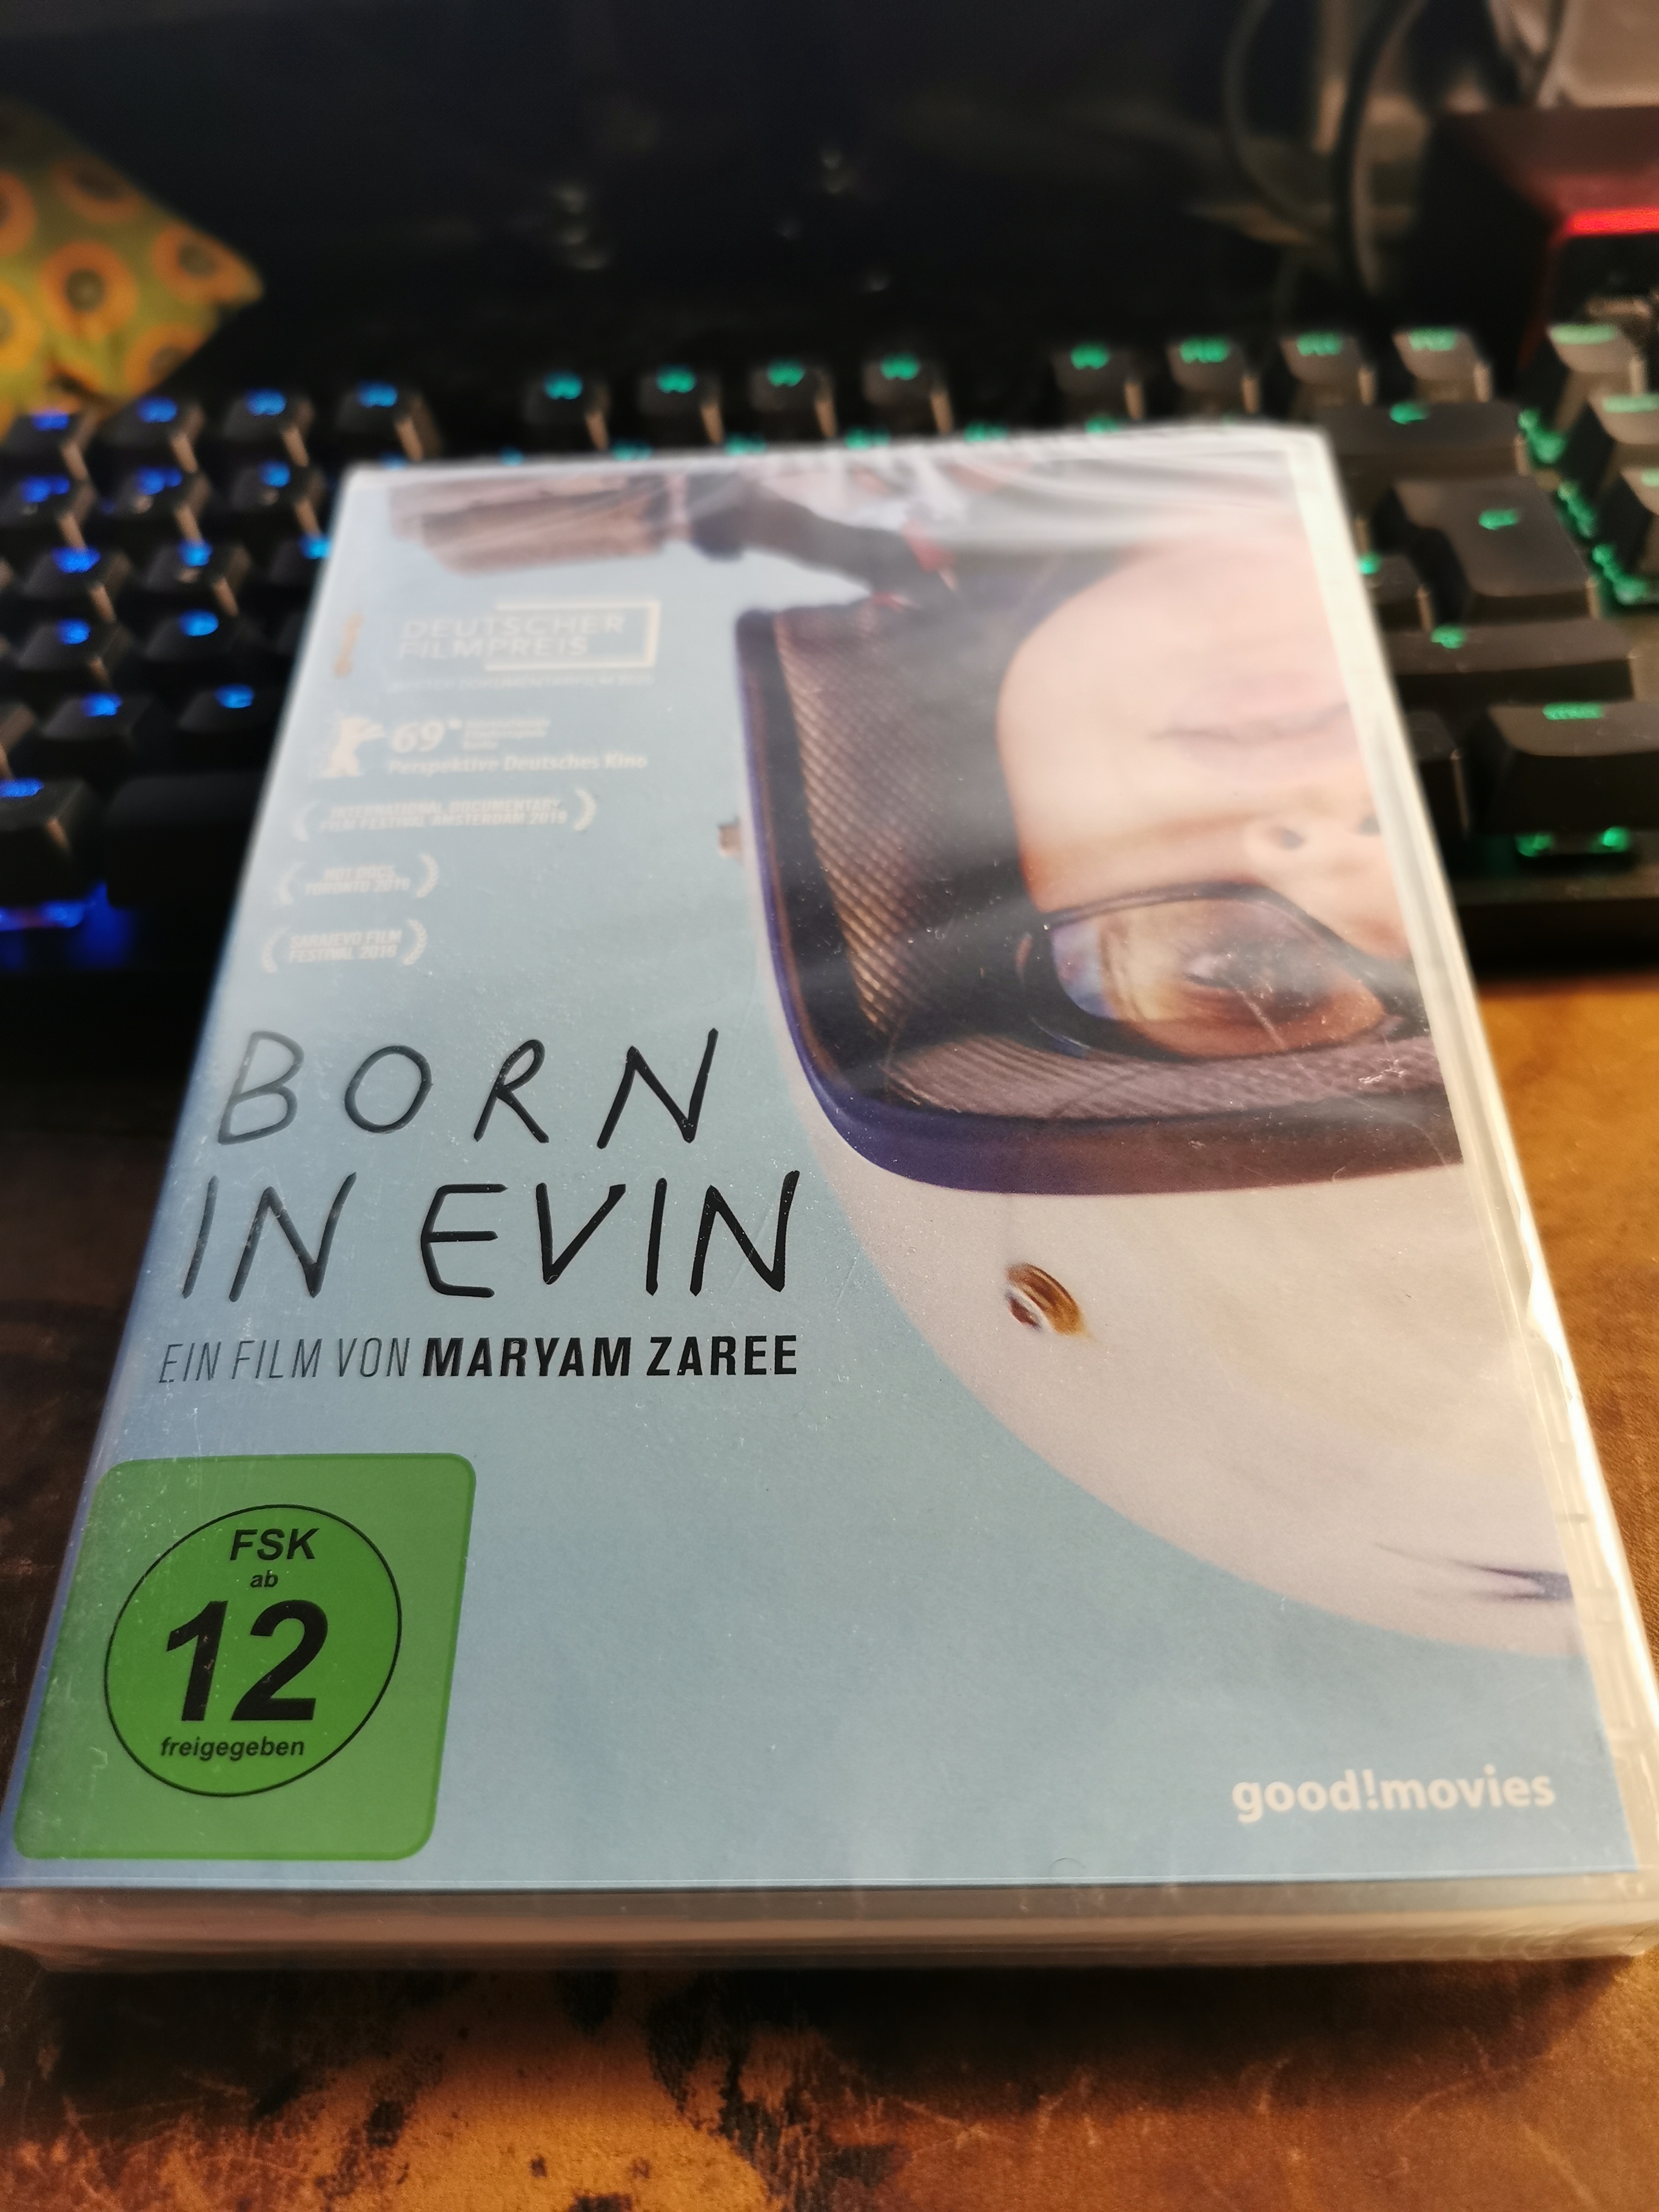 DEUTSCHER
FILMPREIS
69
Perspektive Deutsches Kino
INTERNATIONAL DOCUMENTARY
FILM FESTIVAL AMSTERDAM 2019
HOT DOCS
TORONTO 2019
SARAJEVO FILM
FESTIVAL 2019
BORN
IN EVIN
EIN FILM VON MARYAM ZAREE
FSK
ab
12
freigegeben
good!movies